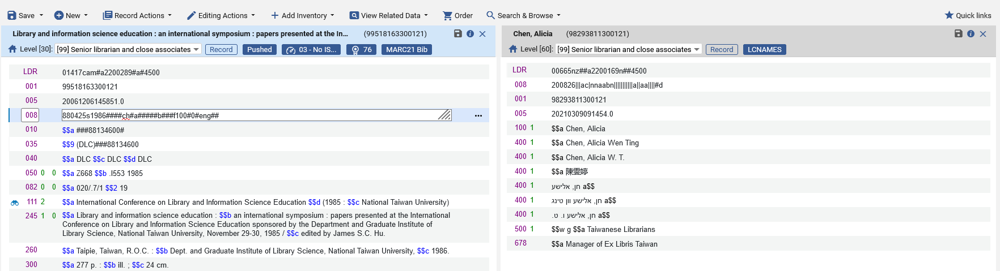 Save New Record Actions Editing Actions Add Inventory View Related Data Order Search & Browse Quick links
Library and information science education : an international symposium : papers presented at the In... (99518163300121)
Level [30]: [99] Senior librarian and close associates Record Pushed 03 - No IS... 76 MARC21 Bib
LDR 01417cam#a2200289#a#4500
001 99518163300121
005 20061206145851.0
008 880425s1986####ch#a#####b###f100#0#eng## ...
010 $$a ###88134600#
035 $$9 (DLC)###88134600
040 $$a DLC $$c DLC $$d DLC
050 0 0 $$a Z668 $$b .I553 1985
082 0 0 $$a 020/.7/1 $$2 19
111 2 $$a International Conference on Library and Information Science Education $$d (1985 : $$c National Taiwan University)
245 1 0 $$a Library and information science education : $$b an international symposium : papers presented at the International
Conference on Library and Information Science Education sponsored by the Department and Graduate Institute of
Library Science, National Taiwan University, November 29-30, 1985 / $$c edited by James S.C. Hu.
260 $$a Taipie, Taiwan, R.O.C. : $$b Dept. and Graduate Institute of Library Science, National Taiwan University, $$c 1986.
300 $$a 277 p. : $$b ill. ; $$c 24 cm.
Chen, Alicia (98293811300121)
Level [60]: [99] Senior librarian and close associates Record LCNAMES
LDR 00665nz##a2200169n##4500
008 200826|||ac|nnaabn|||||||||||a||aa||||#d
001 98293811300121
005 20210309091454.0
100 1 $$a Chen, Alicia
400 1 $$a Chen, Alicia Wen Ting
400 1 $$a Chen, Alicia W. T.
400 1 $$a 陳雯婷
400 1 $$a חן, אלישע
400 1 $$a חן, אלישע וון טינג
400 1 $$a חן, אלישע ו. ט.
500 1 $$w g $$a Taiwanese Librarians
678 $$a Manager of Ex Libris Taiwan